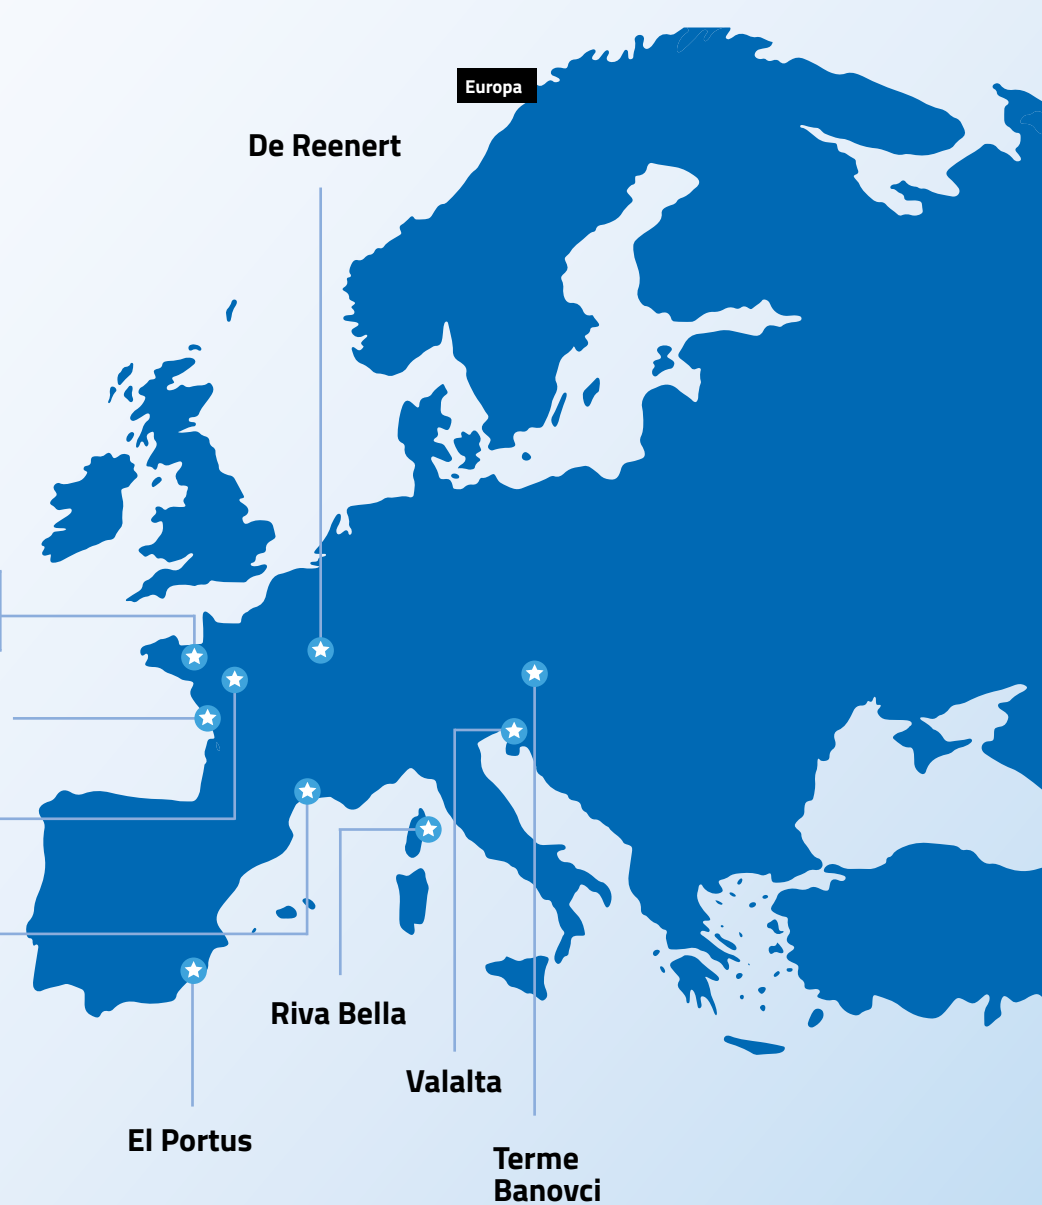 Europa
De Reenert
Riva Bella
Valalta
El Portus
Terme
Banovci